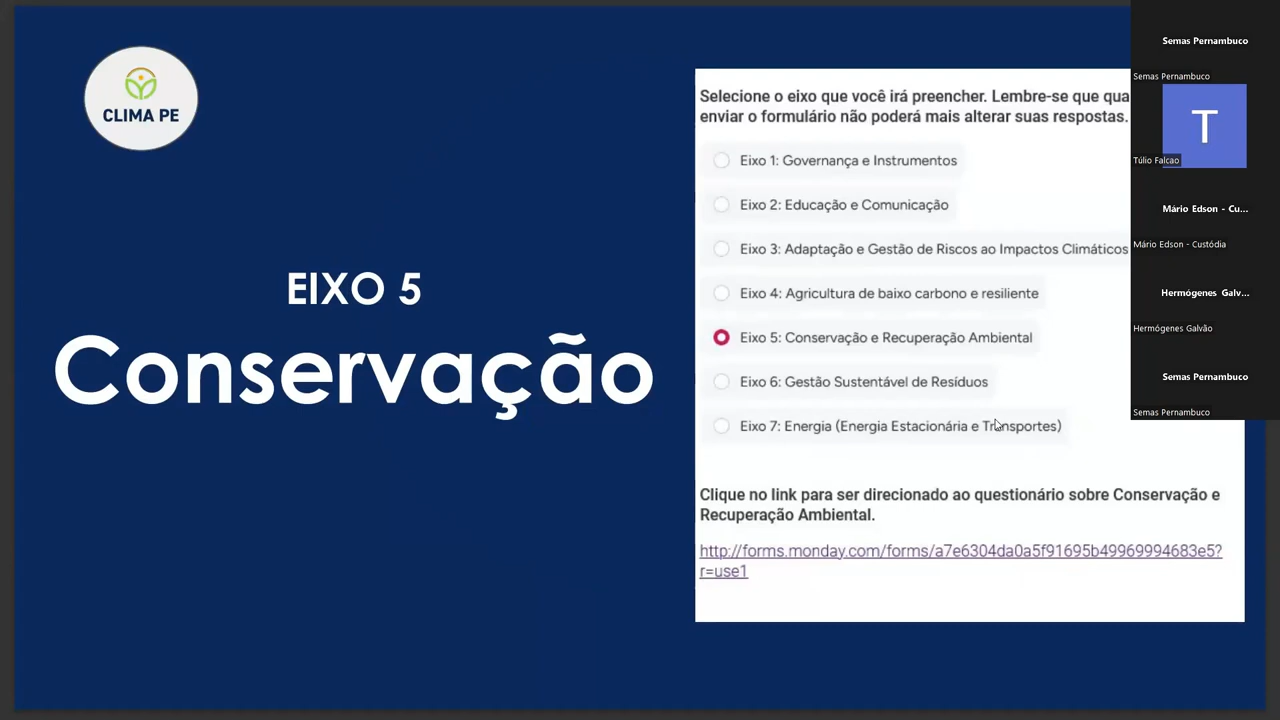 CLIMA PE
EIXO 5
Conservação
Selecione o eixo que você irá preencher. Lembre-se que qua
enviar o formulário não poderá mais alterar suas respostas.
Eixo 1: Governança e Instrumentos
Eixo 2: Educação e Comunicação
Eixo 3: Adaptação e Gestão de Riscos ao Impactos Climáticos
Eixo 4: Agricultura de baixo carbono e resiliente
Eixo 5: Conservação e Recuperação Ambiental
Eixo 6: Gestão Sustentável de Resíduos
Eixo 7: Energia (Energia Estacionária e Transportes)
Clique no link para ser direcionado ao questionário sobre Conservação e
Recuperação Ambiental.
http://forms.monday.com/forms/a7e6304da0a5f91695b49969994683e5?
r=use1
Semas Pernambuco
Semas Pernambuco
T
Túlio Falcao
Mário Edson - Cu...
Mário Edson - Custódia
Hermógenes Galv...
Hermógenes Galvão
Semas Pernambuco
Semas Pernambuco